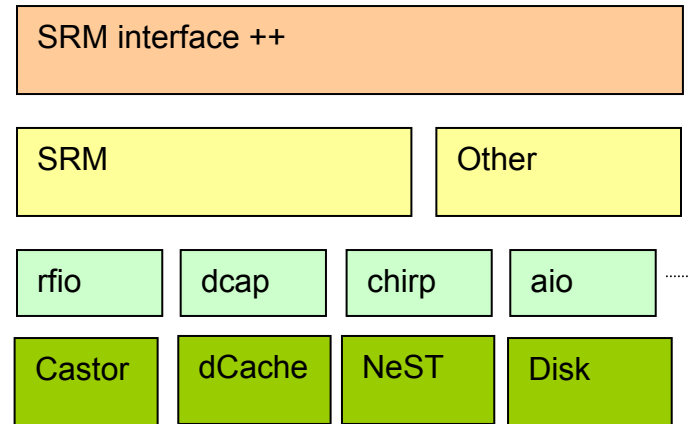 SRM interface ++
SRM Other
rfio dcap chirp aio ......
Castor dCache NeST Disk